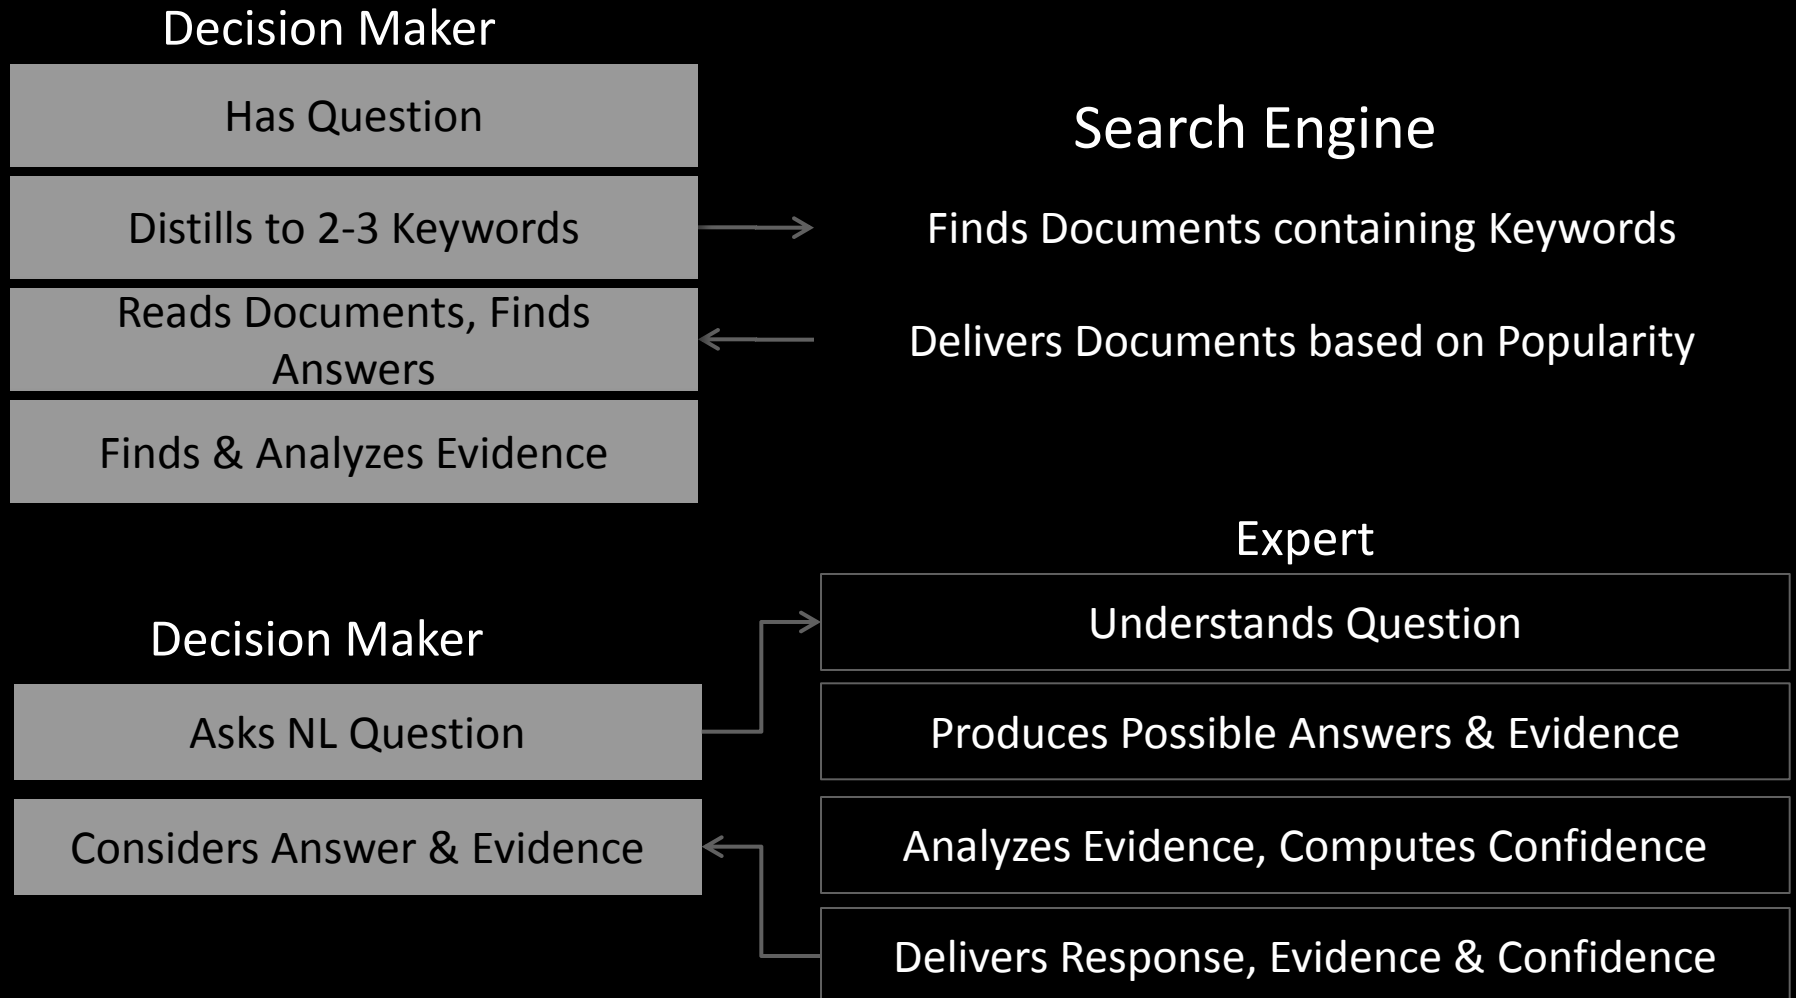 Decision Maker
Has Question
Distills to 2-3 Keywords
Reads Documents, Finds
Answers
Finds & Analyzes Evidence
Search Engine
Finds Documents containing Keywords
Delivers Documents based on Popularity
Decision Maker
Asks NL Question
Considers Answer & Evidence
Expert
Understands Question
Produces Possible Answers & Evidence
Analyzes Evidence, Computes Confidence
Delivers Response, Evidence & Confidence